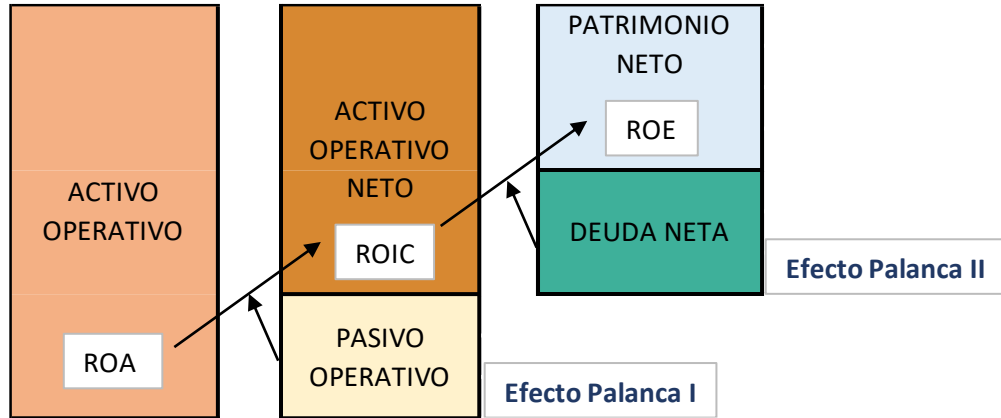 ACTIVO
OPERATIVO
ROA
ACTIVO
OPERATIVO
NETO
ROIC
PASIVO
OPERATIVO
Efecto Palanca I
PATRIMONIO
NETO
ROE
DEUDA NETA
Efecto Palanca II